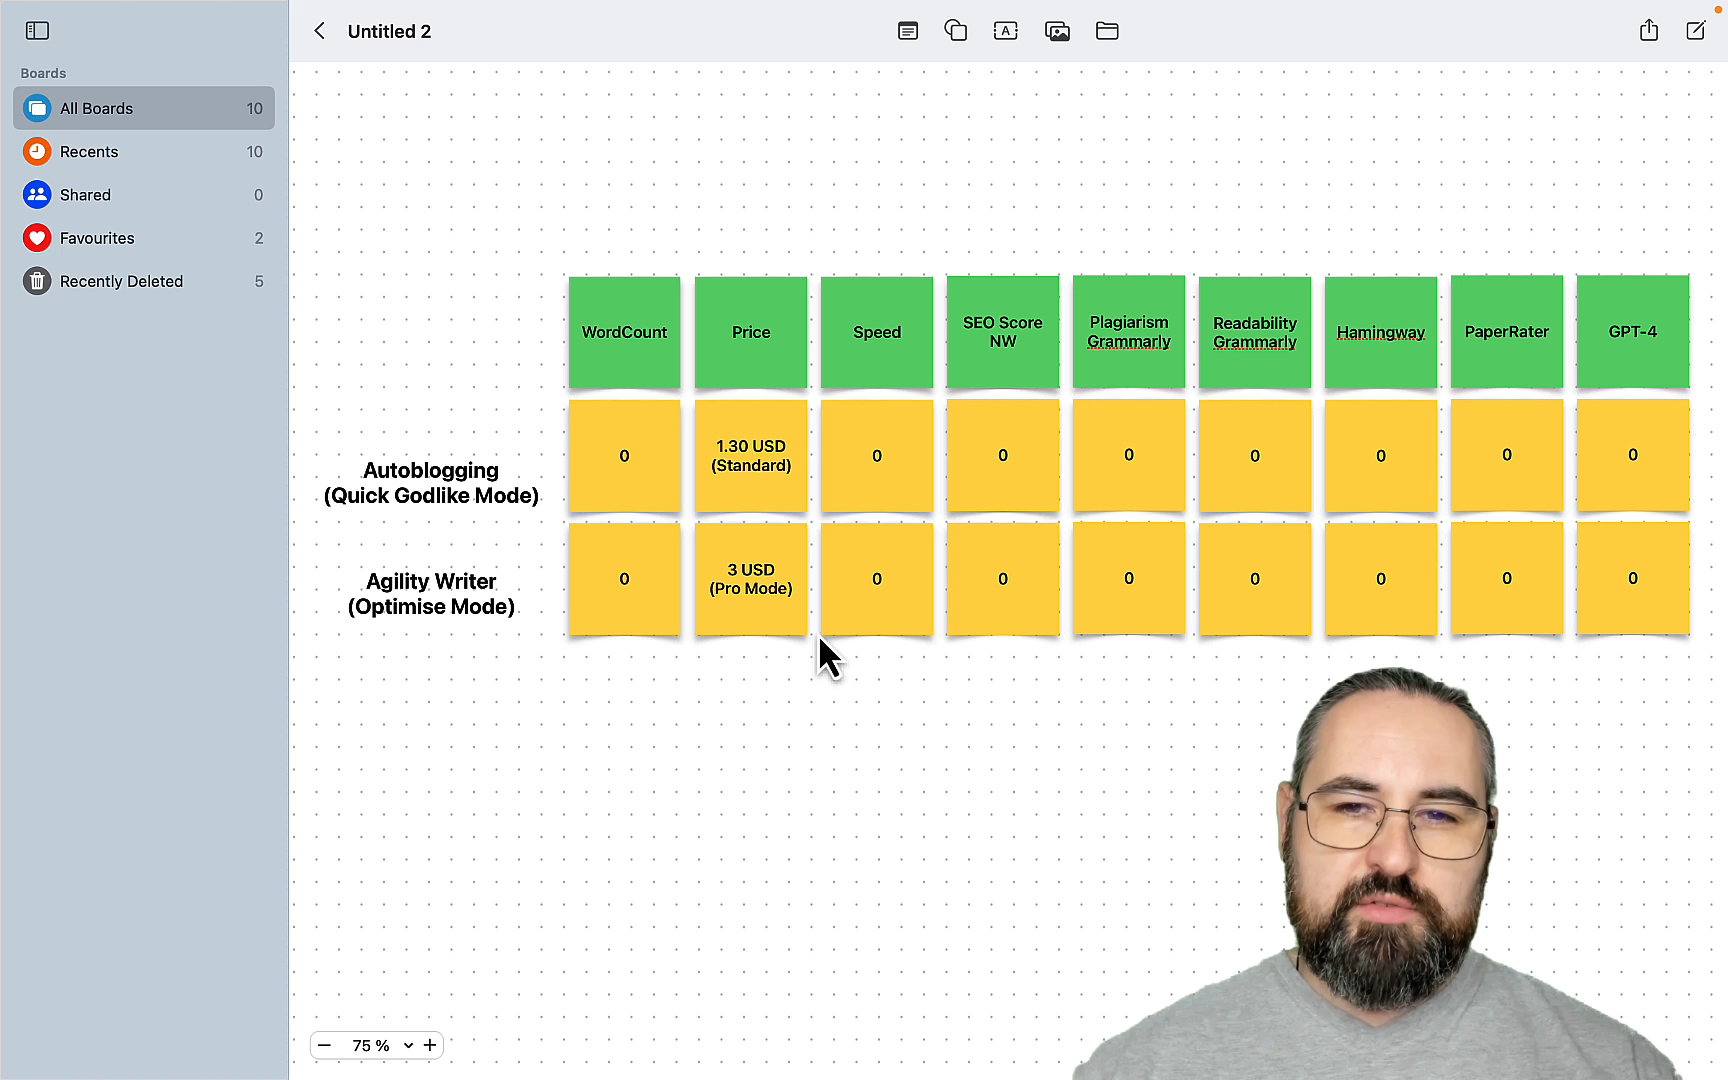 Untitled 2
A
Boards
All Boards 10
Recents 10
Shared 0
Favourites 2
Recently Deleted 5
WordCount
Price
Speed
SEO Score
NW
Plagiarism
Grammarly
Readability
Grammarly
Hamingway
PaperRater
GPT-4
Autoblogging
(Quick Godlike Mode)
0
1.30 USD
(Standard)
0
0
0
0
0
0
0
Agility Writer
(Optimise Mode)
0
3 USD
(Pro Mode)
0
0
0
0
0
0
0
75 %